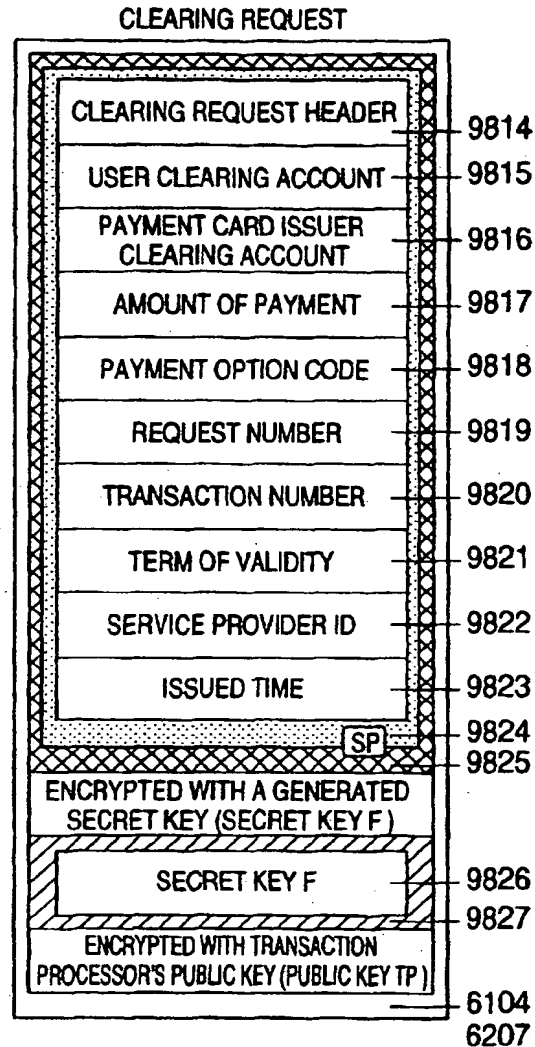 CLEARING REQUEST
CLEARING REQUEST HEADER
9814
USER CLEARING ACCOUNT
9815
PAYMENT CARD ISSUER
CLEARING ACCOUNT
9816
AMOUNT OF PAYMENT
9817
PAYMENT OPTION CODE
9818
REQUEST NUMBER
9819
TRANSACTION NUMBER
9820
TERM OF VALIDITY
9821
SERVICE PROVIDER ID
9822
ISSUED TIME
9823
SP
9824
9825
ENCRYPTED WITH A GENERATED
SECRET KEY (SECRET KEY F)
SECRET KEY F
9826
9827
ENCRYPTED WITH TRANSACTION
PROCESSOR'S PUBLIC KEY (PUBLIC KEY TP)
6104
6207